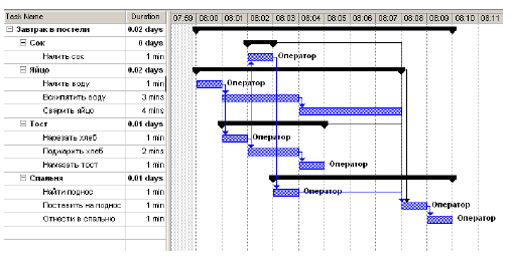 Task Name Duration 07:59 08:00 08:01 08:02 08:03 08:04 08:05 08:06 08:07 08:08 08:09 08:10 08:11
Завтрак в постели 0.02 days
Сок 0 days
Налить сок 1 min Оператор
Яйцо 0.02 days
Налить воду 1 min Оператор
Вскипятить воду 3 mins
Сварить яйцо 4 mins
Тост 0.01 days
Нарезать хлеб 1 min Оператор
Поджарить хлеб 2 mins
Намазать тост 1 min Оператор
Спальня 0.01 days
Найти поднос 1 min Оператор
Поставить на поднос 1 min Оператор
Отнести в спальню 1 min Оператор